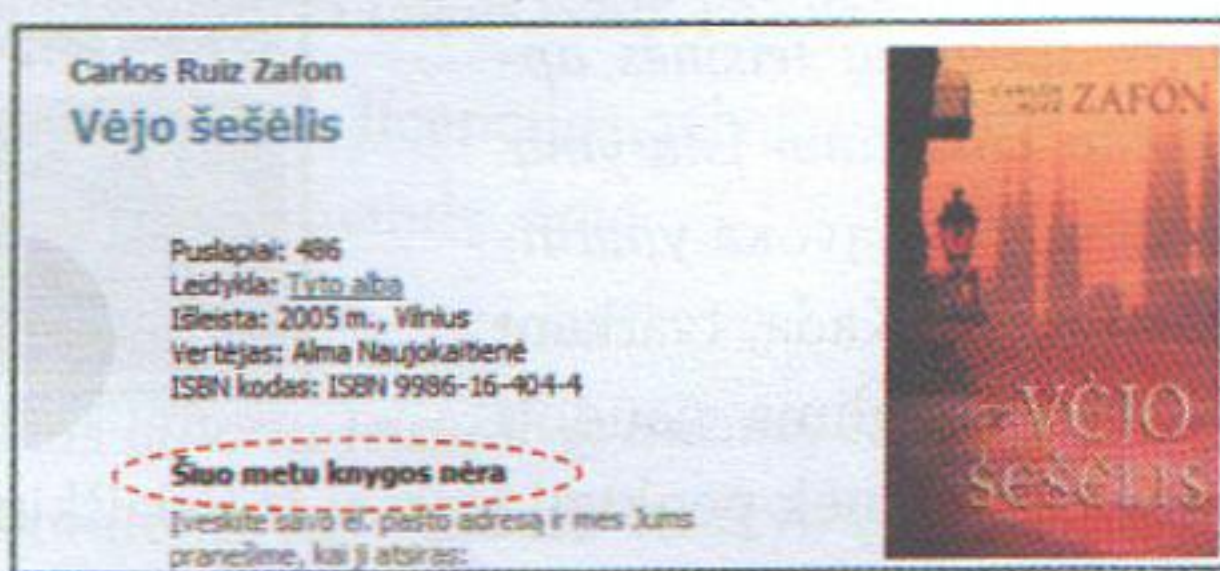 Carlos Ruiz Zafon
Vėjo šešėlis
Puslapiai: 486
Leidykla: Tyto alba
Išleista: 2005 m., Vilnius
Vertėjas: Alma Naujokaitienė
ISBN kodas: ISBN 9986-16-404-4
Šiuo metu knygos nėra
Įveskite savo el. pašto adresą ir mes Jums
pranešime, kai ji atsiras:
ZAFÓN
VĖJO
šešėlis